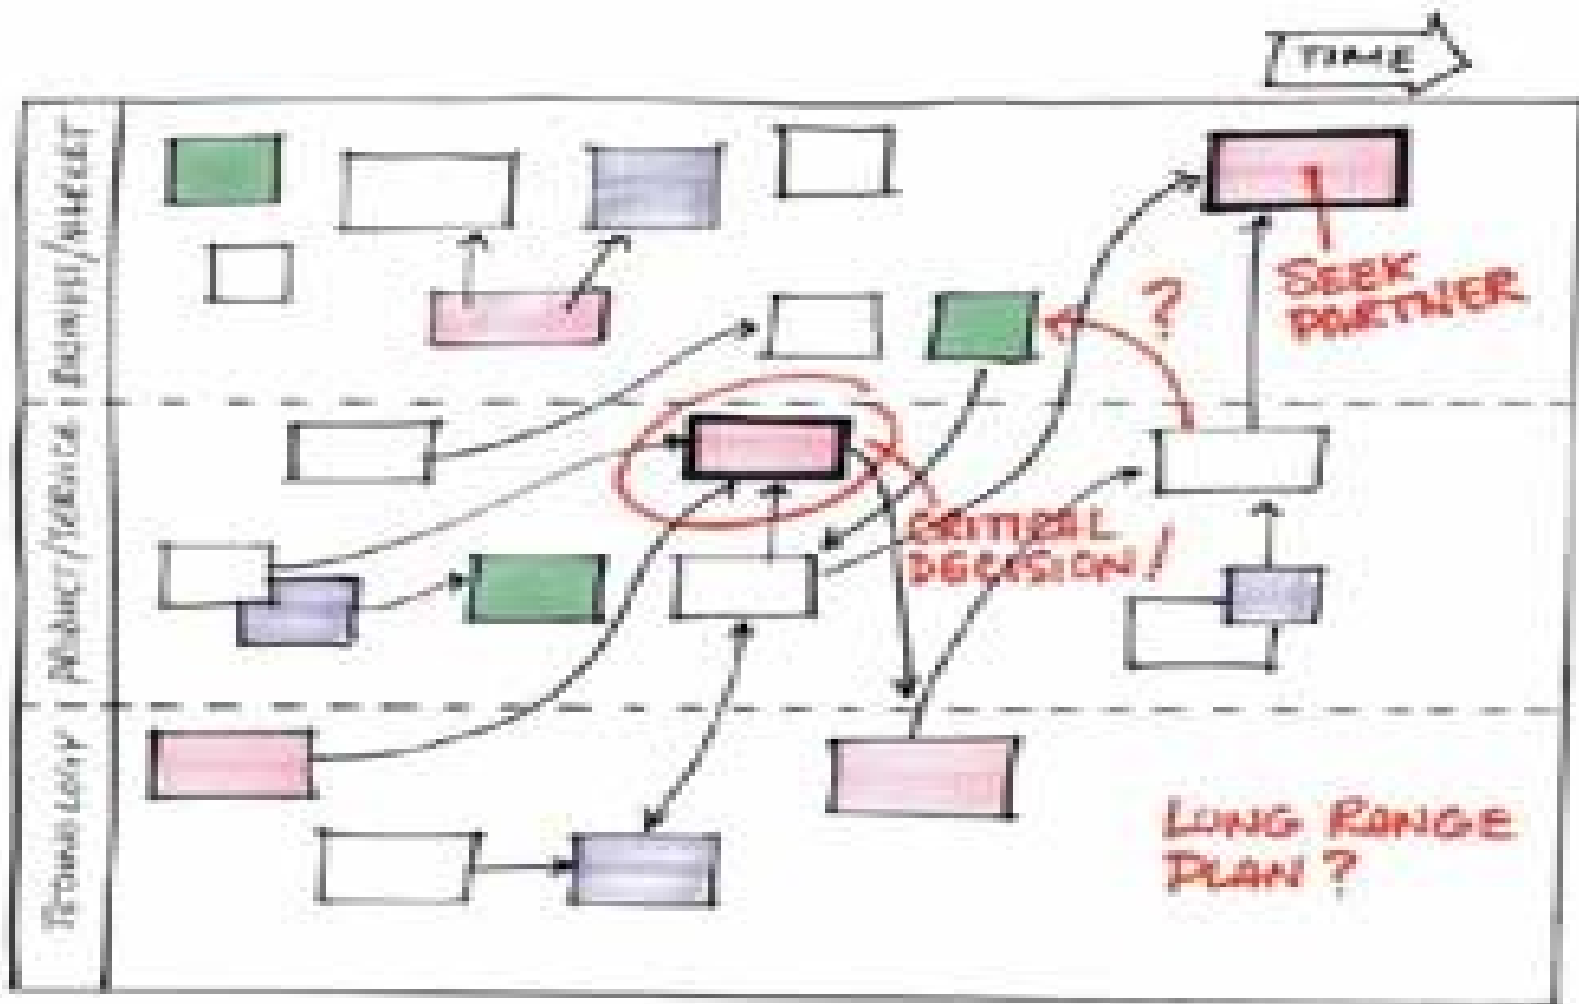 TIME
BUSINESS/MARKET
?
SEEK
PARTNER
PRODUCT/SERVICE
CRITICAL
DECISION!
TECHNOLOGY
LONG RANGE
PLAN?